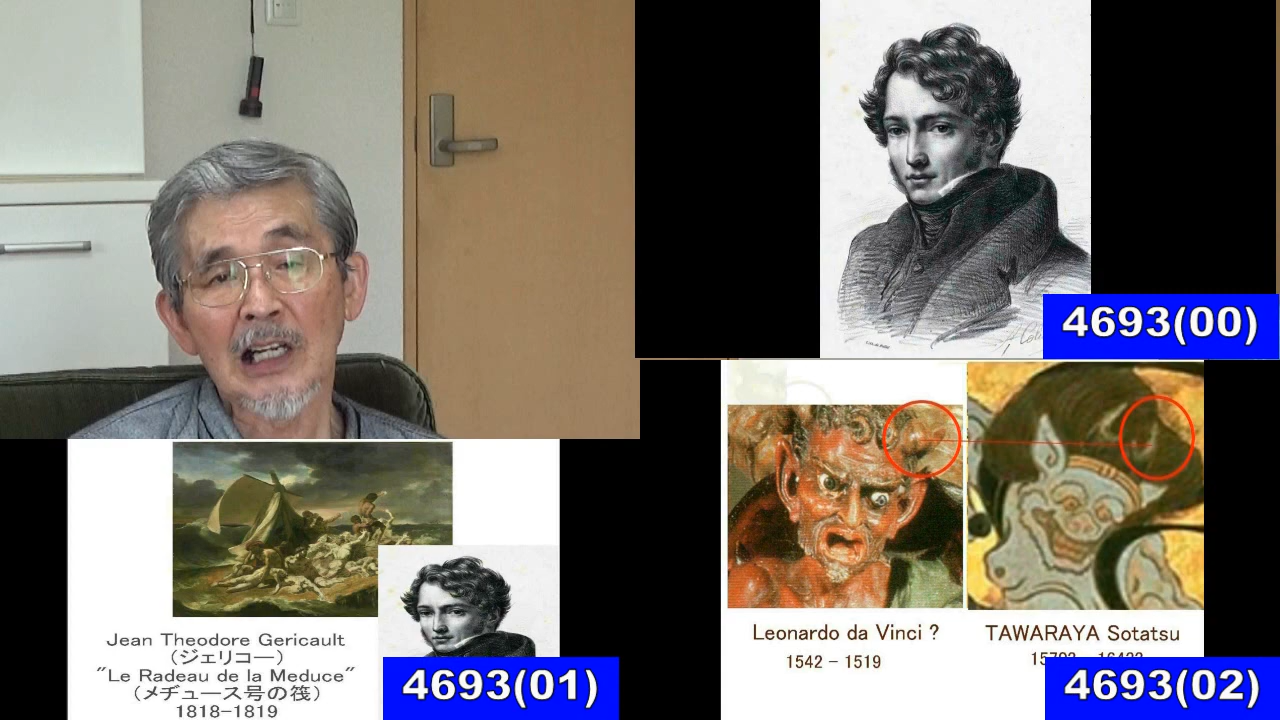 4693(00)
Jean Theodore Gericault
(ジェリコー)
"Le Radeau de la Meduce"
(メヂュース号の筏)
1818-1819
4693(01)
Leonardo da Vinci ?
1542 - 1519
TAWARAYA Sotatsu
4693(02)